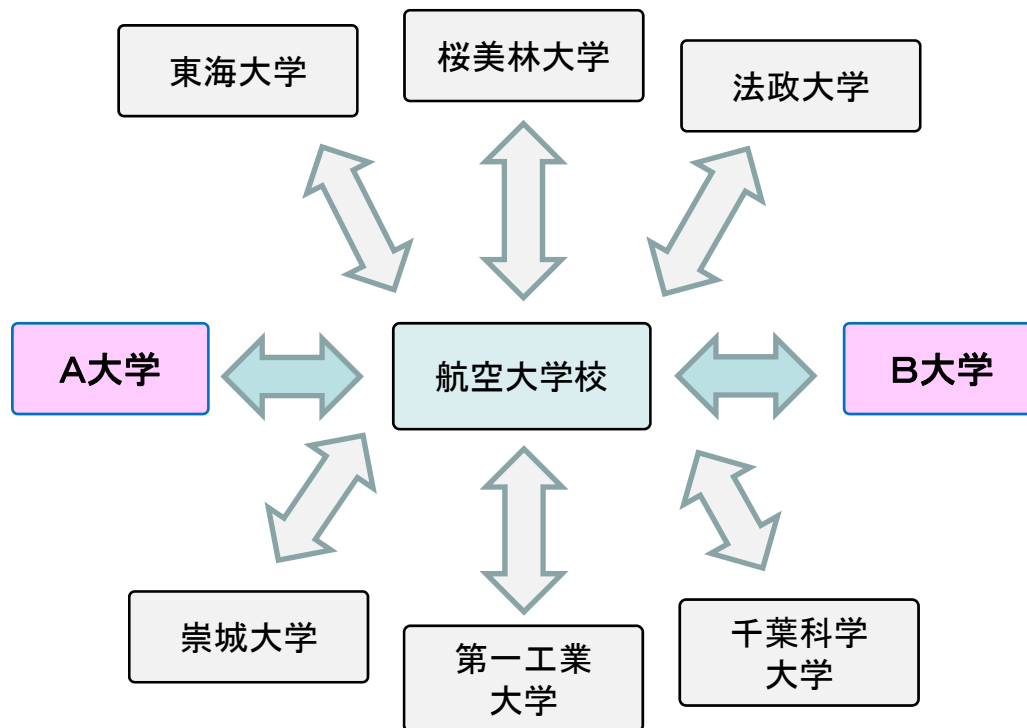 東海大学
桜美林大学
法政大学
A大学
航空大学校
B大学
崇城大学
第一工業
大学
千葉科学
大学